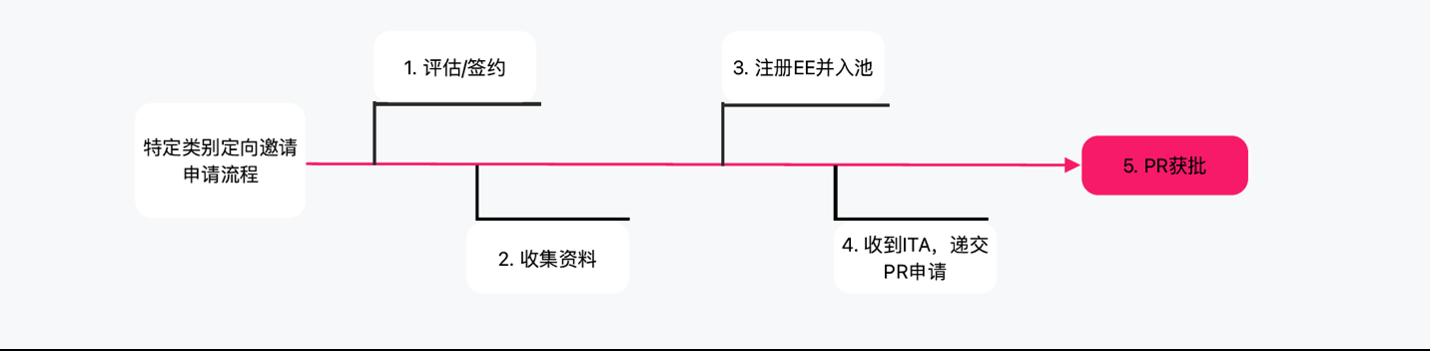 特定类别定向邀请
申请流程
1. 评估/签约
2. 收集资料
3. 注册EE并入池
4. 收到ITA，递交
PR申请
5. PR获批